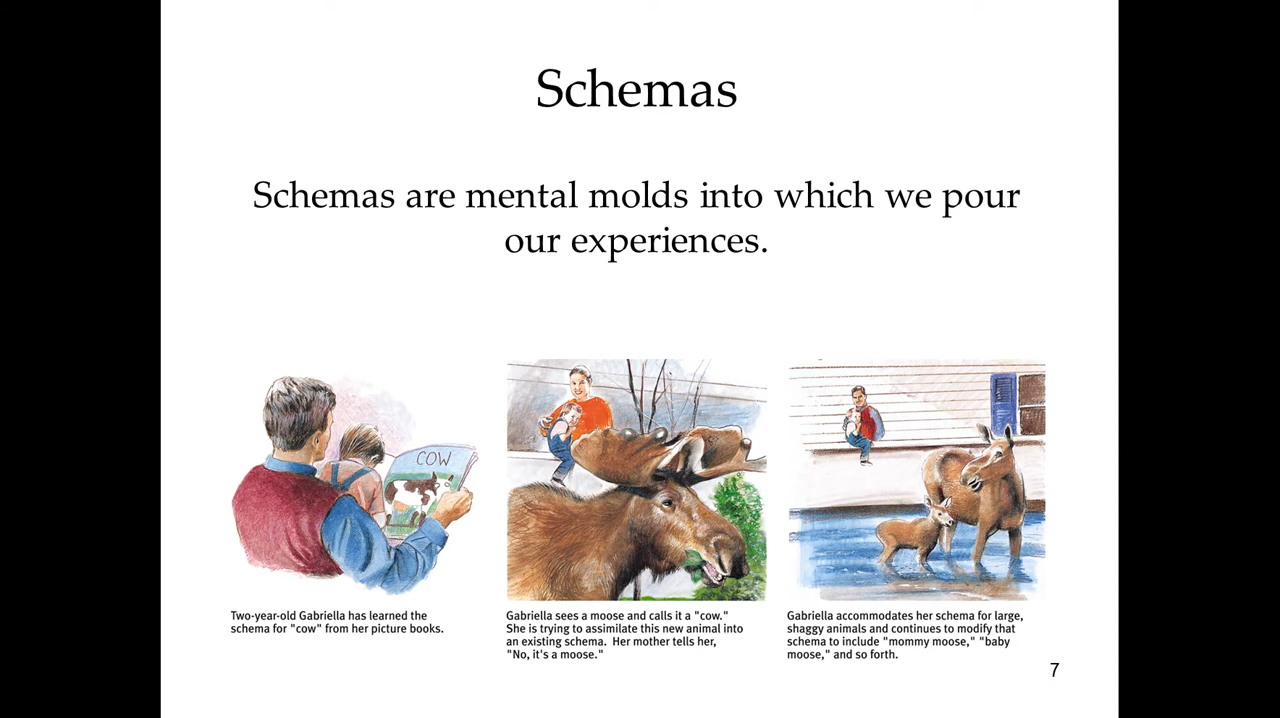 Schemas
Schemas are mental molds into which we pour
our experiences.
COW
Two-year-old Gabriella has learned the
schema for "cow" from her picture books.
Gabriella sees a moose and calls it a "cow."
She is trying to assimilate this new animal into
an existing schema. Her mother tells her,
"No, it's a moose."
Gabriella accommodates her schema for large,
shaggy animals and continues to modify that
schema to include "mommy moose," "baby
moose," and so forth.
7